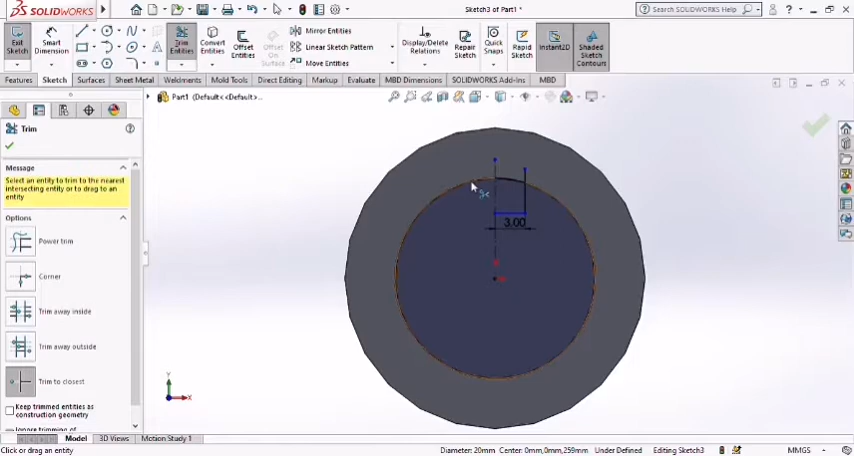 SOLIDWORKS
Sketch3 of Part1 *
Search SOLIDWORKS Help
Exit Sketch
Smart Dimension
Trim Entities
Convert Entities
Offset Entities
Offset On Surface
Mirror Entities
Linear Sketch Pattern
Move Entities
Display/Delete Relations
Repair Sketch
Quick Snaps
Rapid Sketch
Instant2D
Shaded Sketch Contours
Features
Sketch
Surfaces
Sheet Metal
Weldments
Mold Tools
Direct Editing
Markup
Evaluate
MBD Dimensions
SOLIDWORKS Add-Ins
MBD
Part1 (Default<<Default>...
Trim
Message
Select an entity to trim to the nearest
intersecting entity or to drag to an
entity
Options
Power trim
Corner
Trim away inside
Trim away outside
Trim to closest
Keep trimmed entities as
construction geometry
Ignore trimming of
3.00
Y
X
Model
3D Views
Motion Study 1
Click or drag an entity
Diameter: 20mm Center: 0mm,0mm,259mm
Under Defined
Editing Sketch3
MMGS